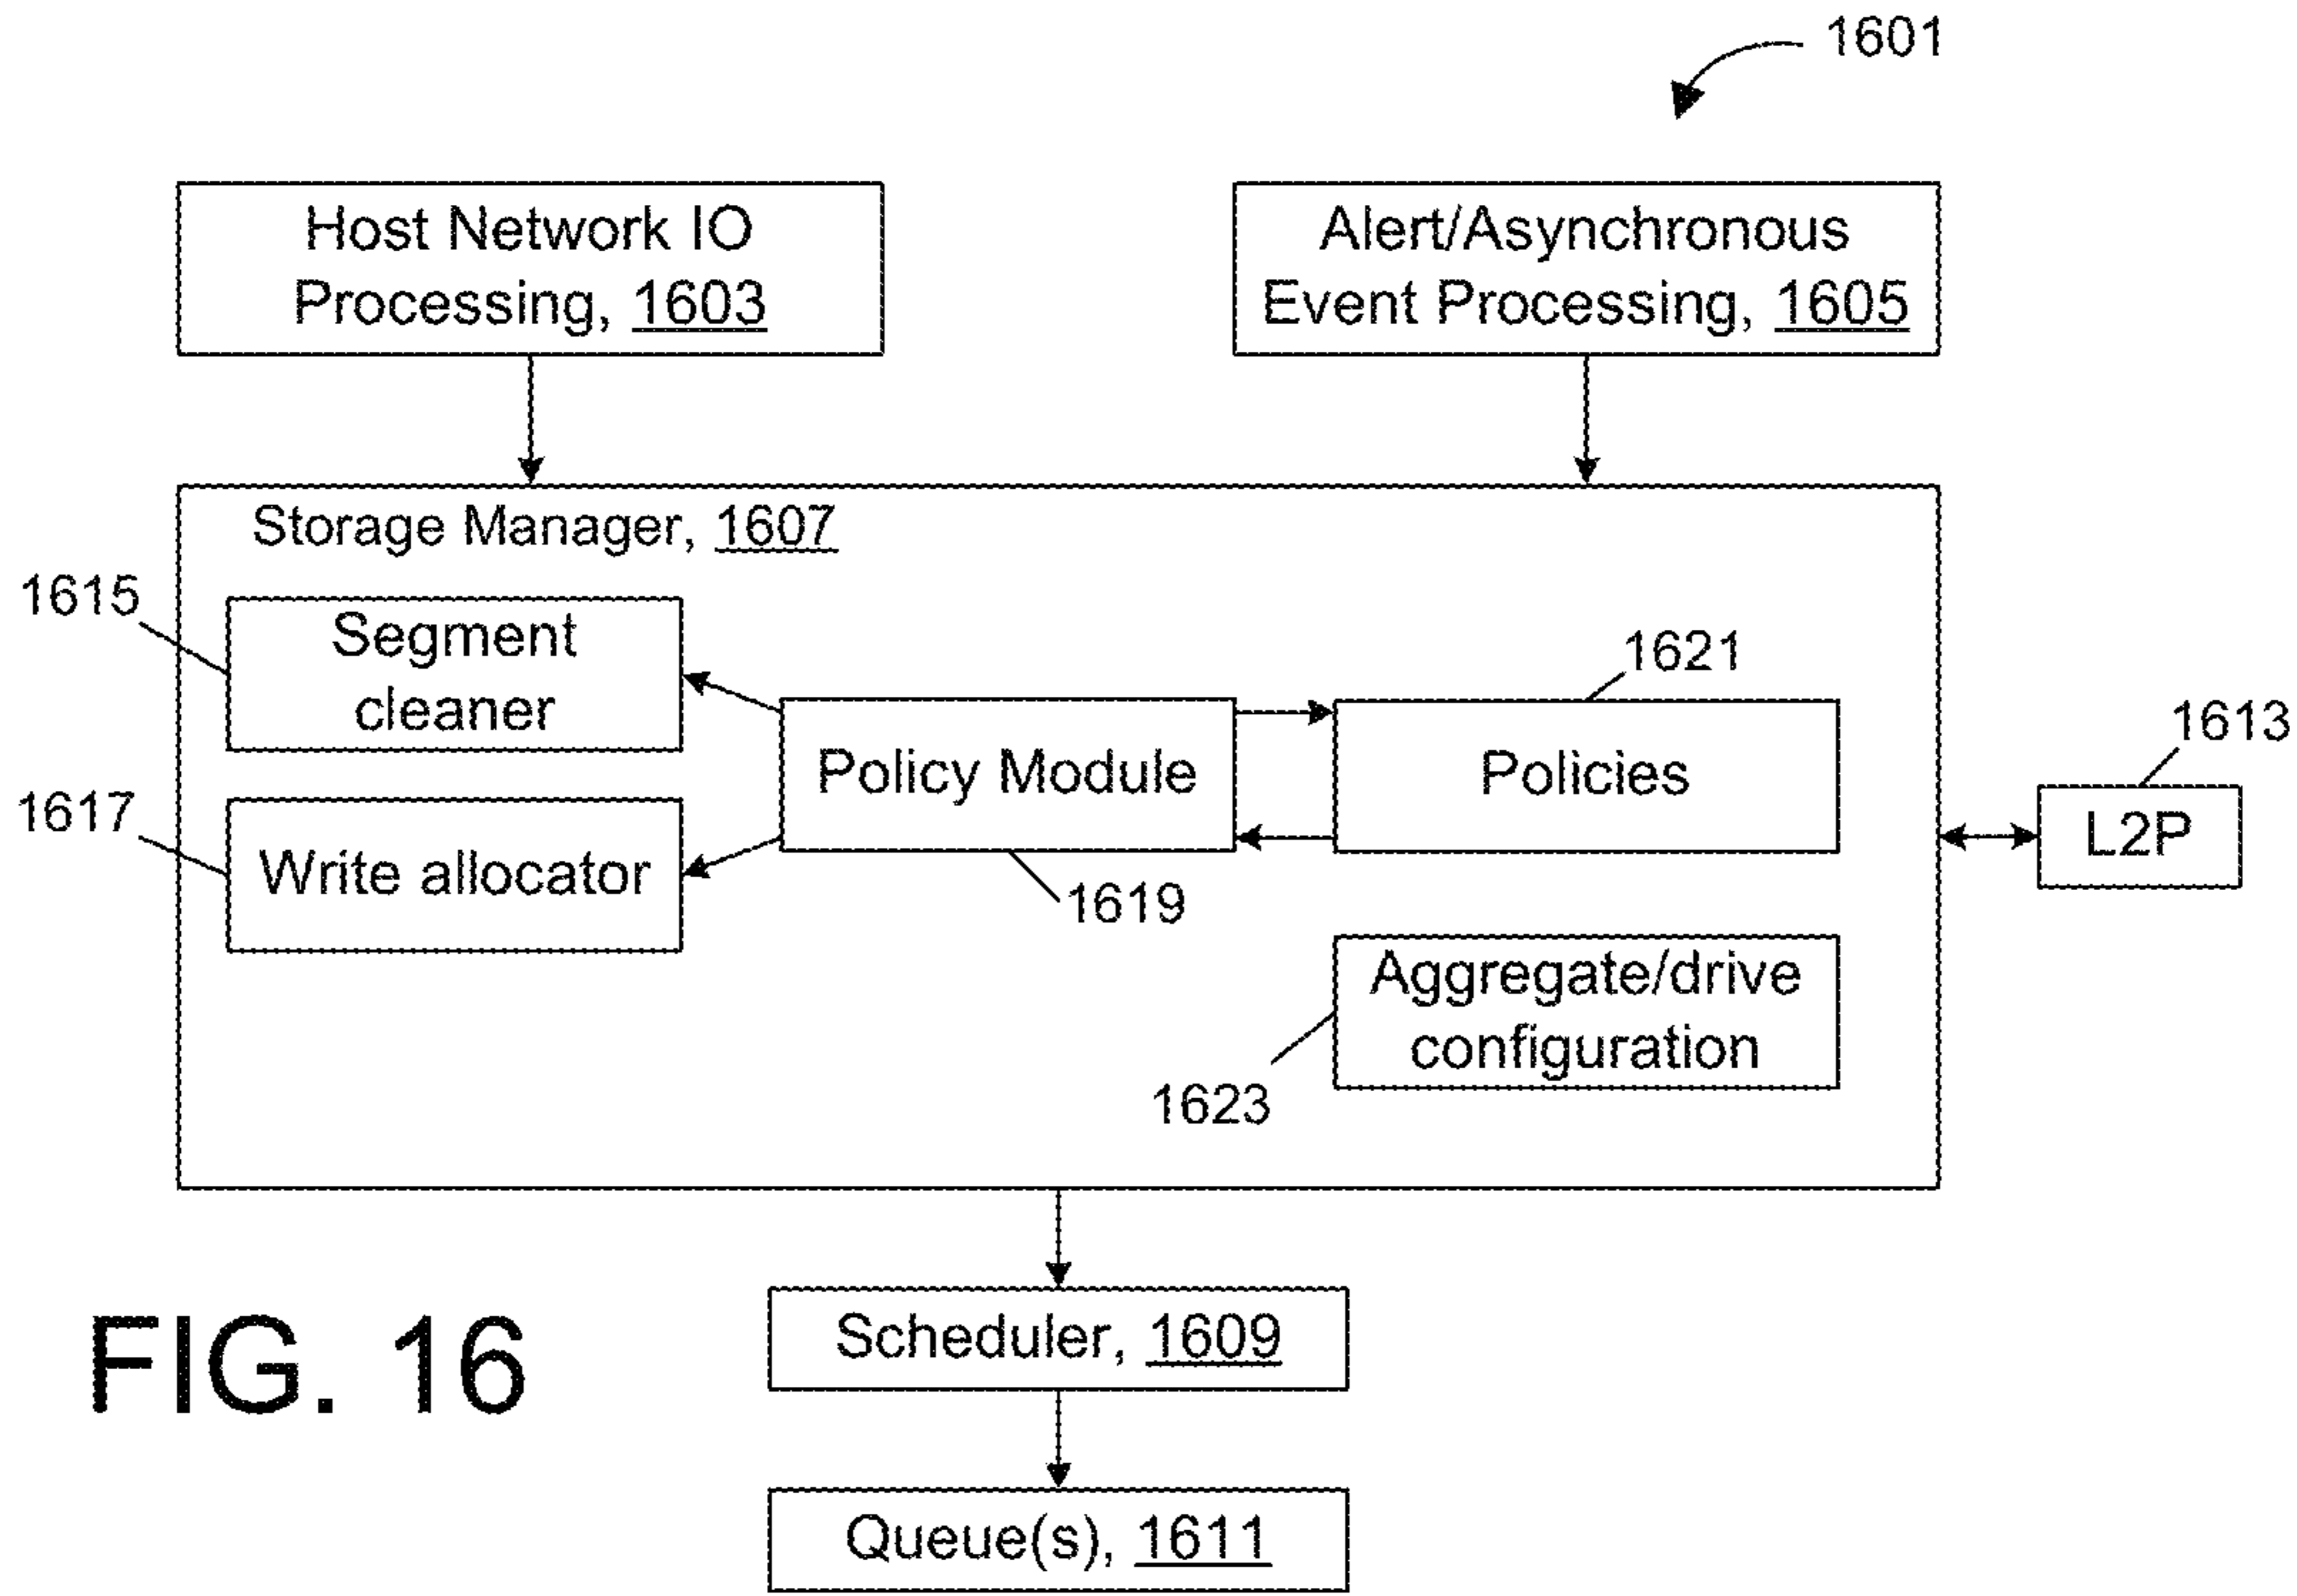 1601
Host Network IO
Processing, 1603
Alert/Asynchronous
Event Processing, 1605
Storage Manager, 1607
1615
Segment
cleaner
1617
Write allocator
Policy Module
1619
1621
Policies
1613
L2P
Aggregate/drive
configuration
1623
Scheduler, 1609
Queue(s), 1611
FIG. 16